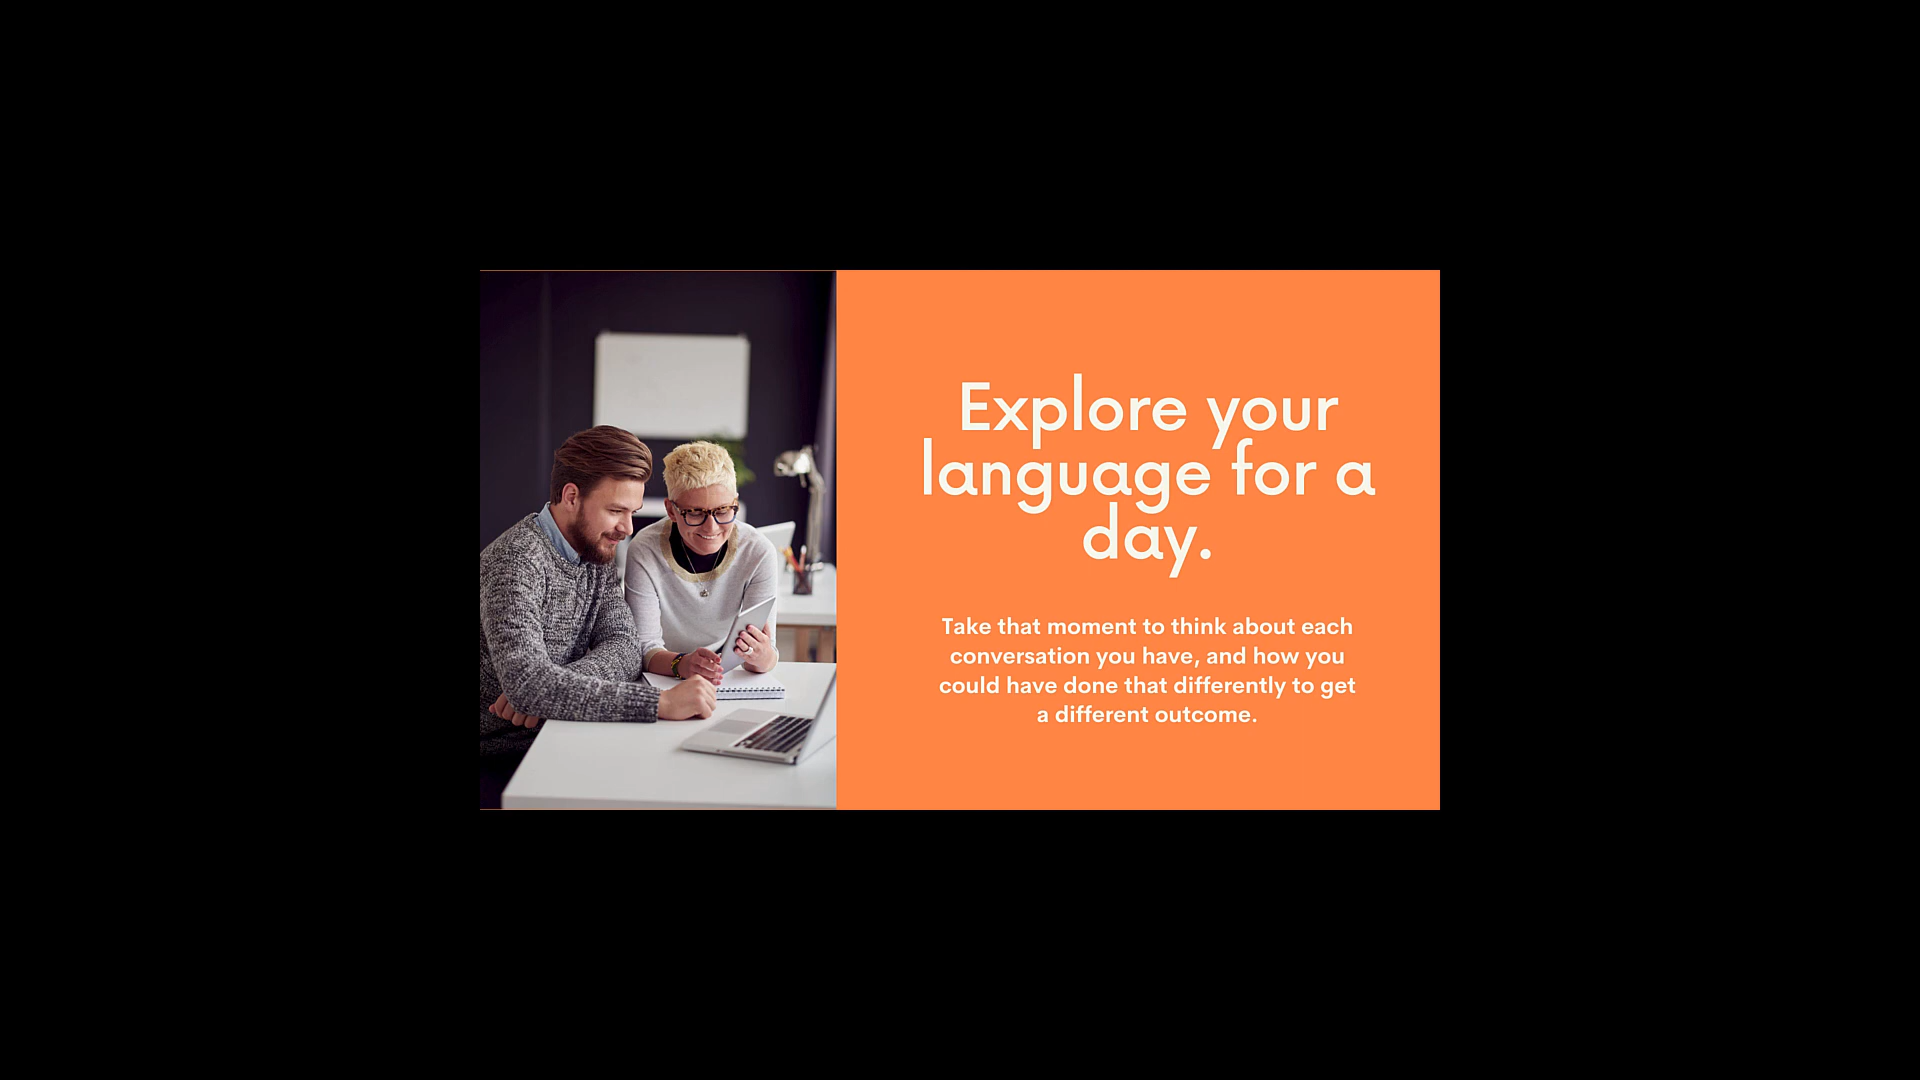 Explore your
language for a
day.
Take that moment to think about each
conversation you have, and how you
could have done that differently to get
a different outcome.